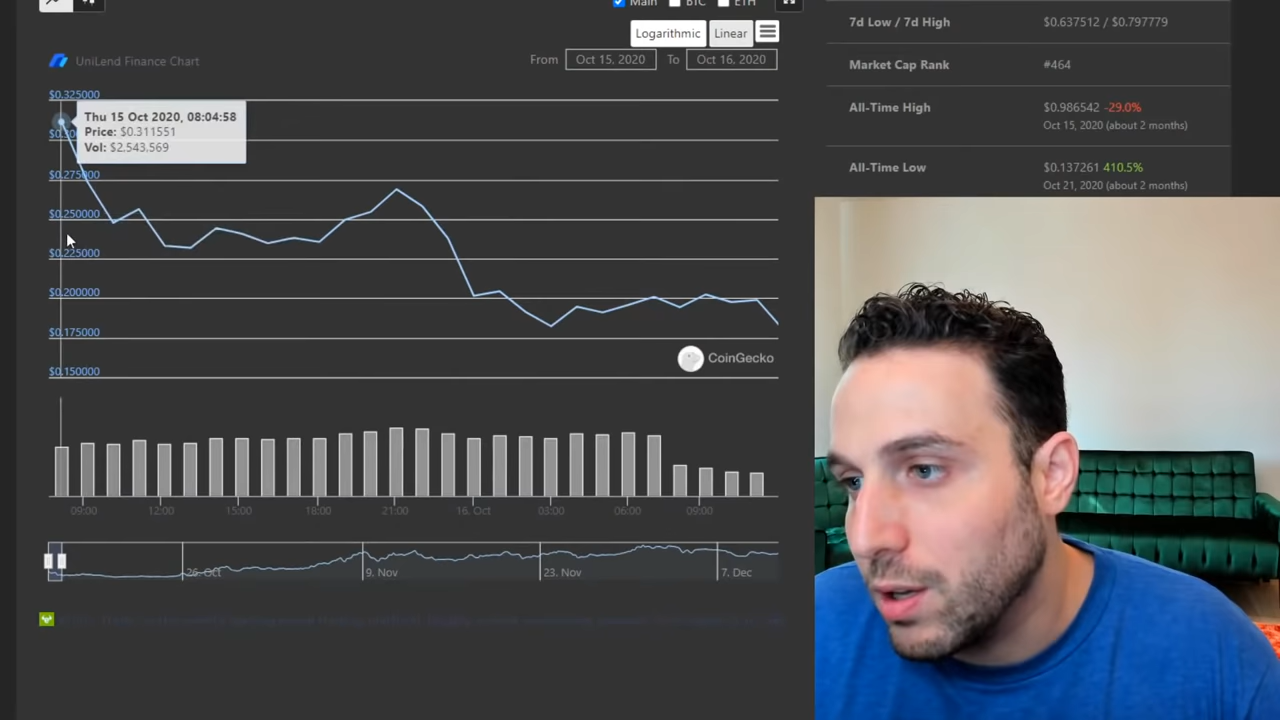 Main BTC ETH
Logarithmic Linear
UniLend Finance Chart
From Oct 15, 2020 To Oct 16, 2020
$0.325000
Thu 15 Oct 2020, 08:04:58
Price: $0.311551
Vol: $2.543.569
$0.275000
$0.250000
$0.225000
$0.200000
$0.175000
$0.150000
CoinGecko
09:00 12:00 15:00 18:00 21:00 16. Oct 03:00 06:00 09:00
26. Oct 9. Nov 23. Nov 7. Dec
7d Low / 7d High $0.637512 / $0.797779
Market Cap Rank #464
All-Time High $0.986542 -29.0%
Oct 15, 2020 (about 2 months)
All-Time Low $0.137261 410.5%
Oct 21, 2020 (about 2 months)